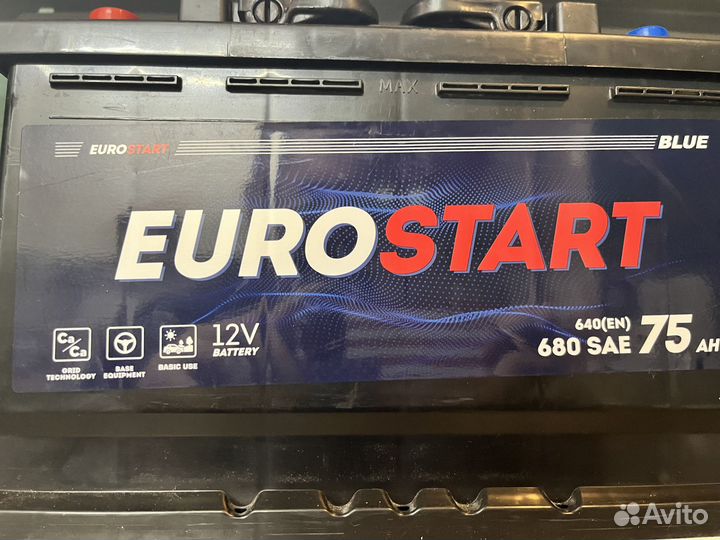 MAX
EUROSTART
BLUE
EUROSTART
Ca/Ca
GRID TECHNOLOGY
BASE EQUIPMENT
BASIC USE
12V
BATTERY
640(EN)
680 SAE 75 AH
Avito